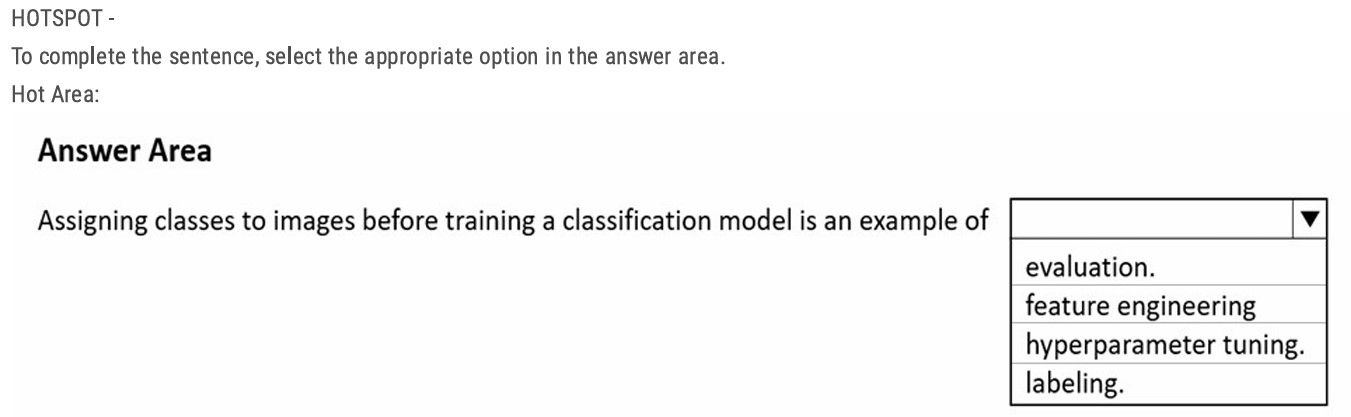 HOTSPOT -
To complete the sentence, select the appropriate option in the answer area.
Hot Area:
Answer Area
Assigning classes to images before training a classification model is an example of
evaluation.
feature engineering
hyperparameter tuning.
labeling.